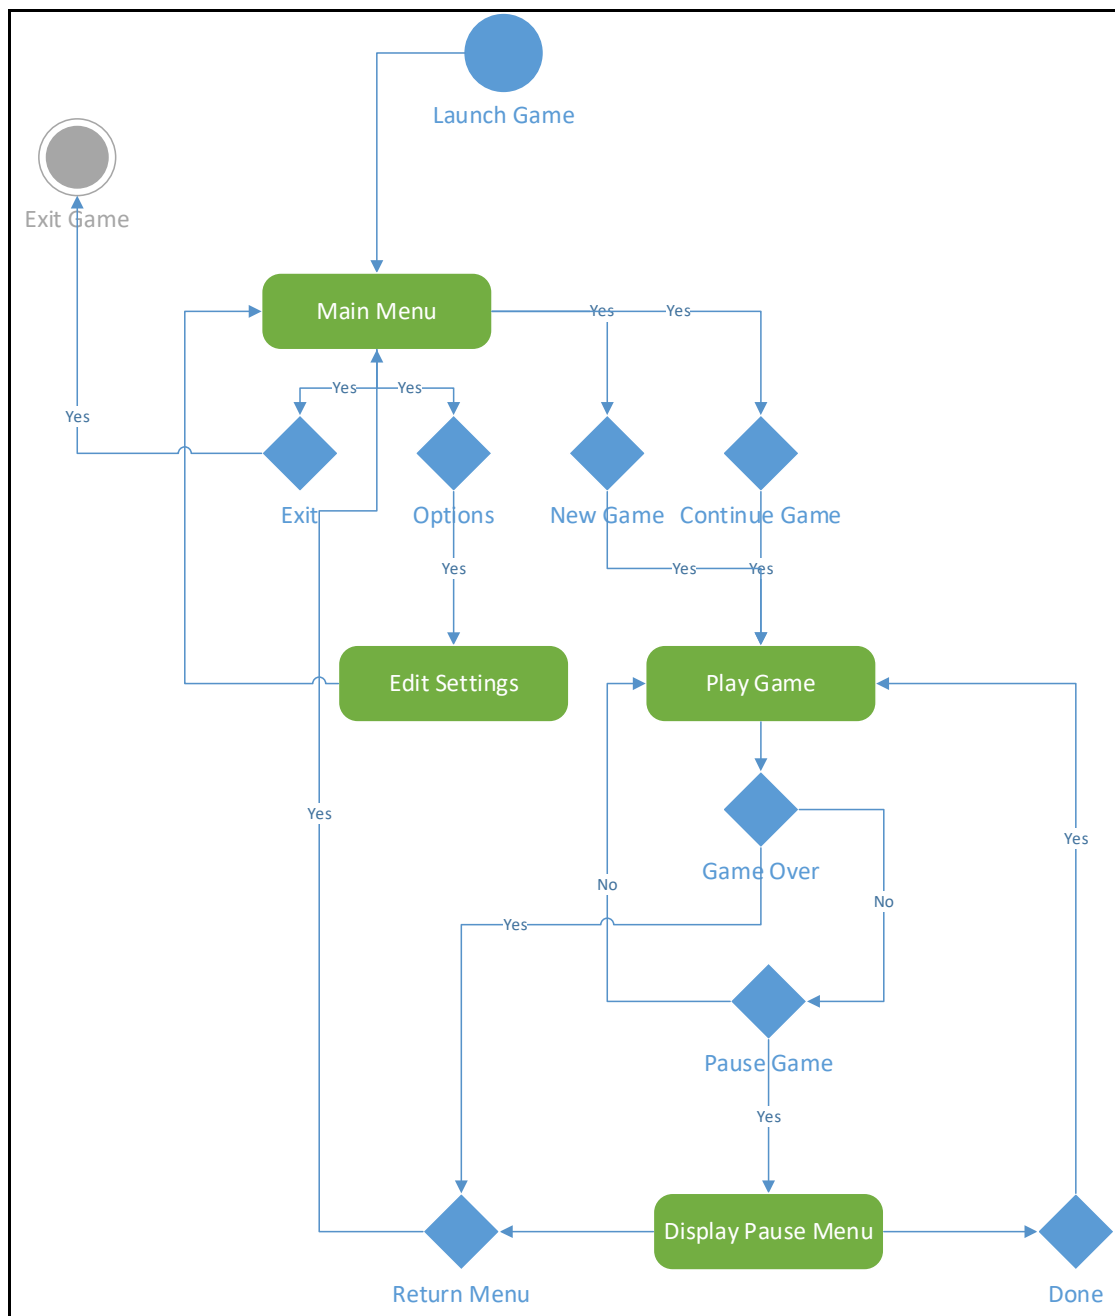 Launch Game
Exit Game
Main Menu
Yes
Yes
Yes
Yes
Yes
Exit
Options
New Game
Continue Game
Yes
Yes
Yes
Edit Settings
Play Game
Yes
Yes
Game Over
No
No
Yes
Pause Game
Yes
Display Pause Menu
Return Menu
Done